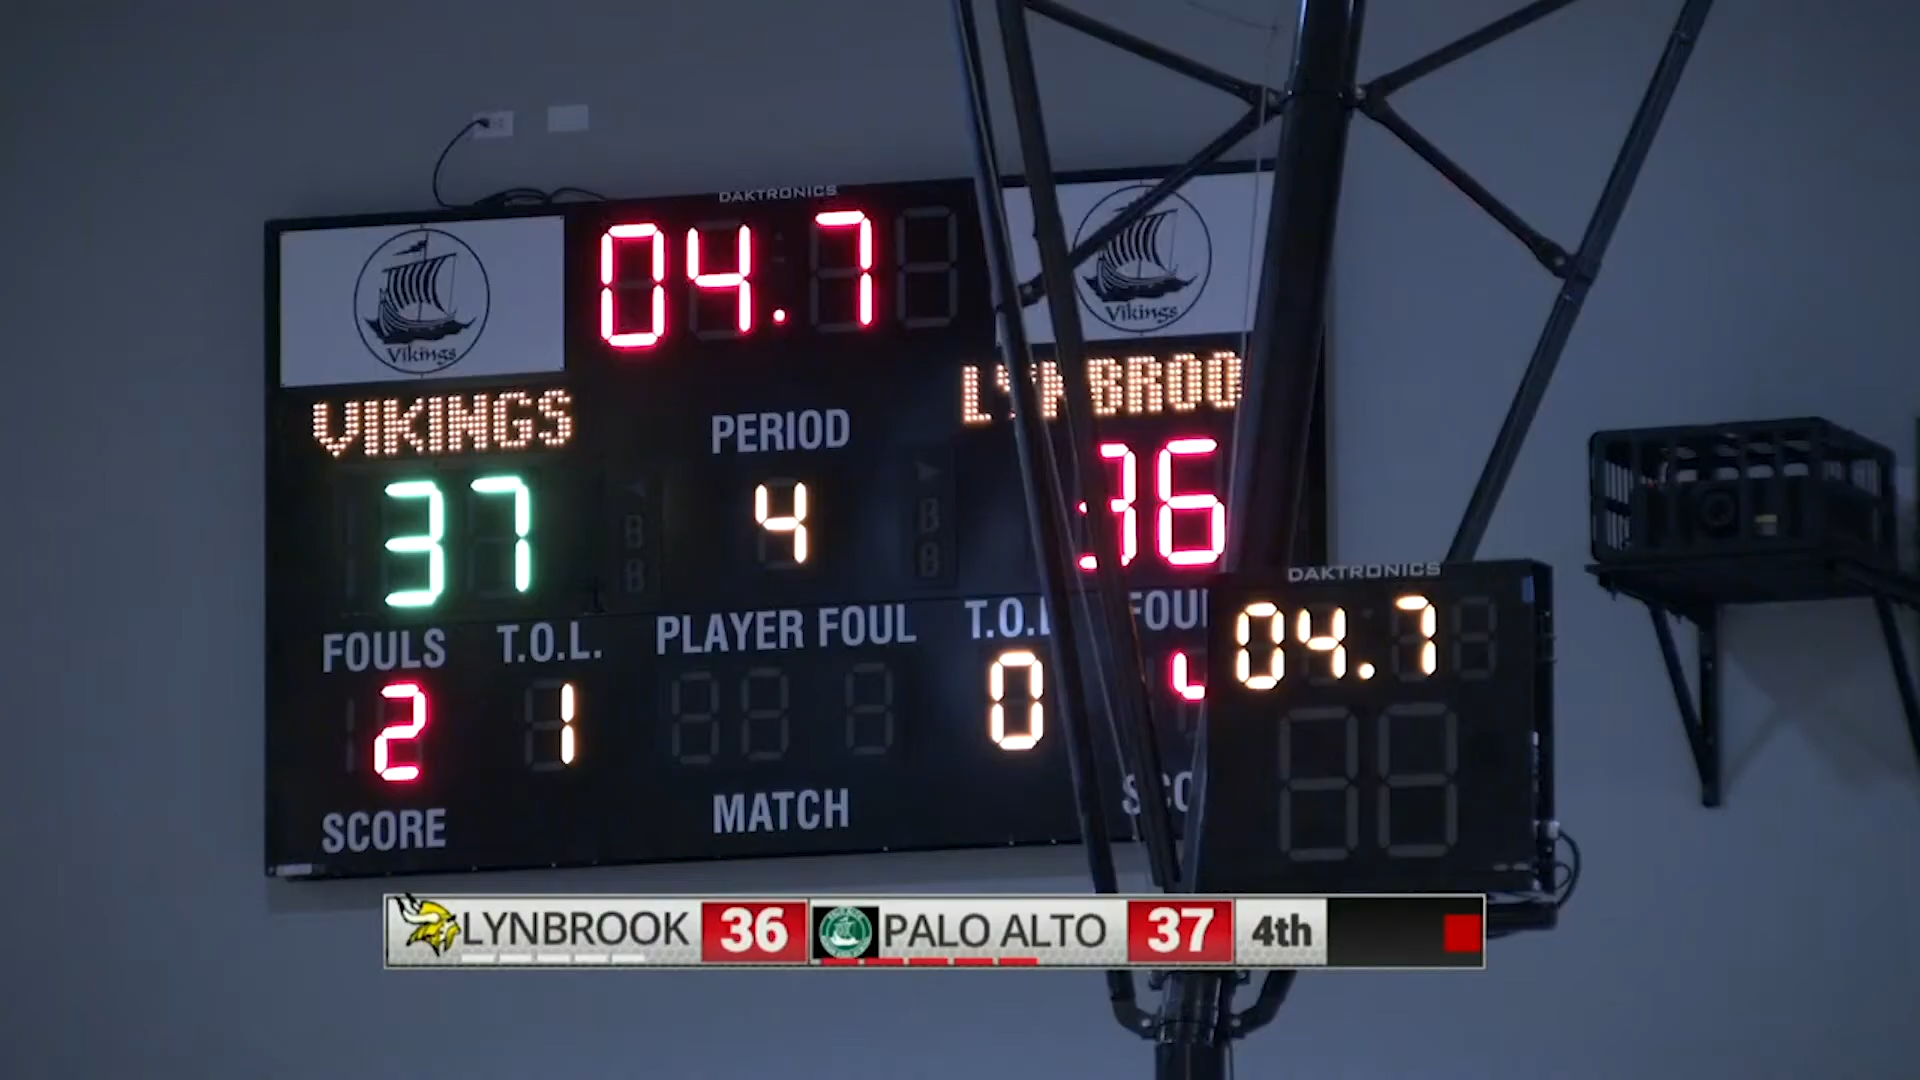 DAKTRONICS
04.7
Vikings
Vikings
VIKINGS
PERIOD
37
4
36
FOULS T.O.L. PLAYER FOUL
2
1
0
SCORE
MATCH
DAKTRONICS
04.7
LYNBROOK 36 PALO ALTO 37 4th